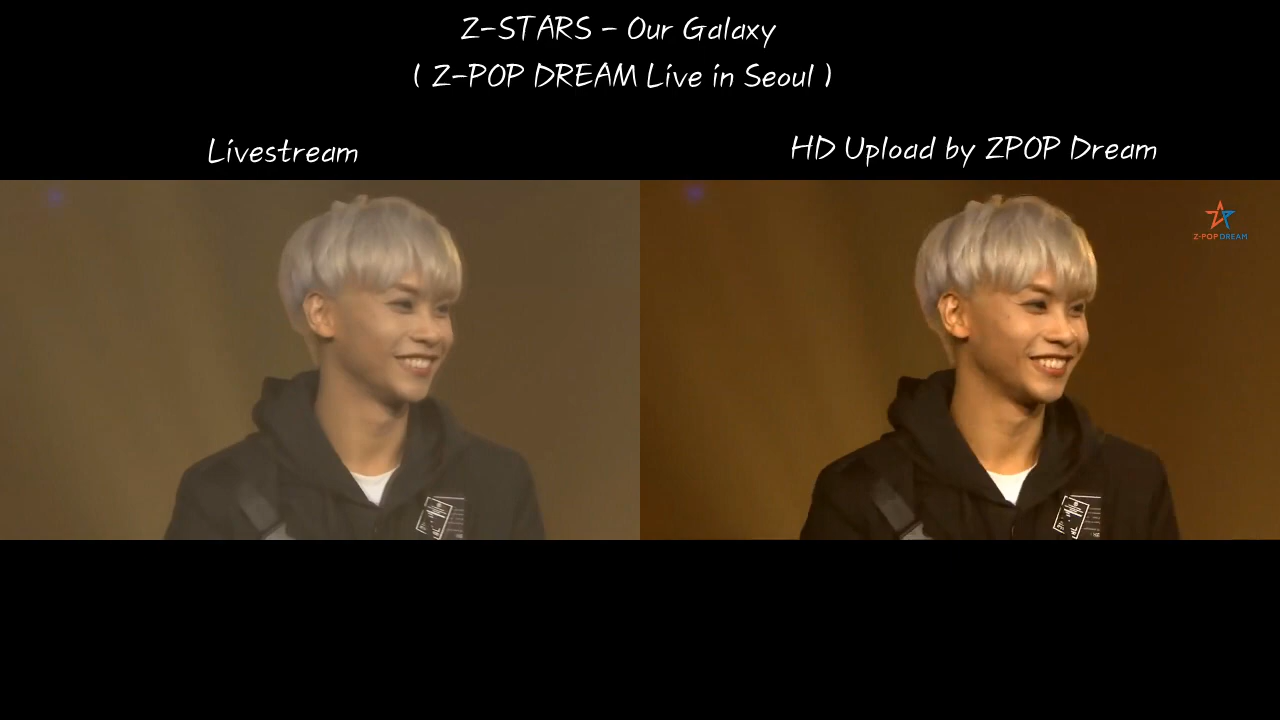 Z-STARS - Our Galaxy
( Z-POP DREAM Live in Seoul )
Livestream
HD Upload by ZPOP Dream
Z-POP DREAM